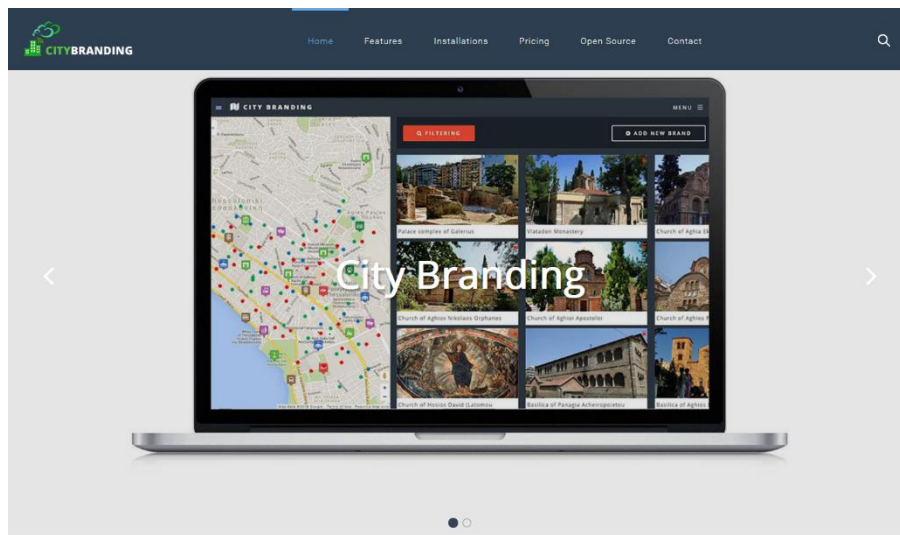 CITYBRANDING
Home Features Installations Pricing Open Source Contact
CITY BRANDING
MENU
FILTERING
ADD NEW BRAND
Palace complex of Galerius
Vlatadon Monastery
Church of Aghia
City Branding
Church of Aghios Nikolaos Orphanos
Church of Aghioi Apostoloi
Church of Aghios
Church of Hosios David (Latomou
Basilica of Panagia Acheiropoietou
Basilica of Aghios